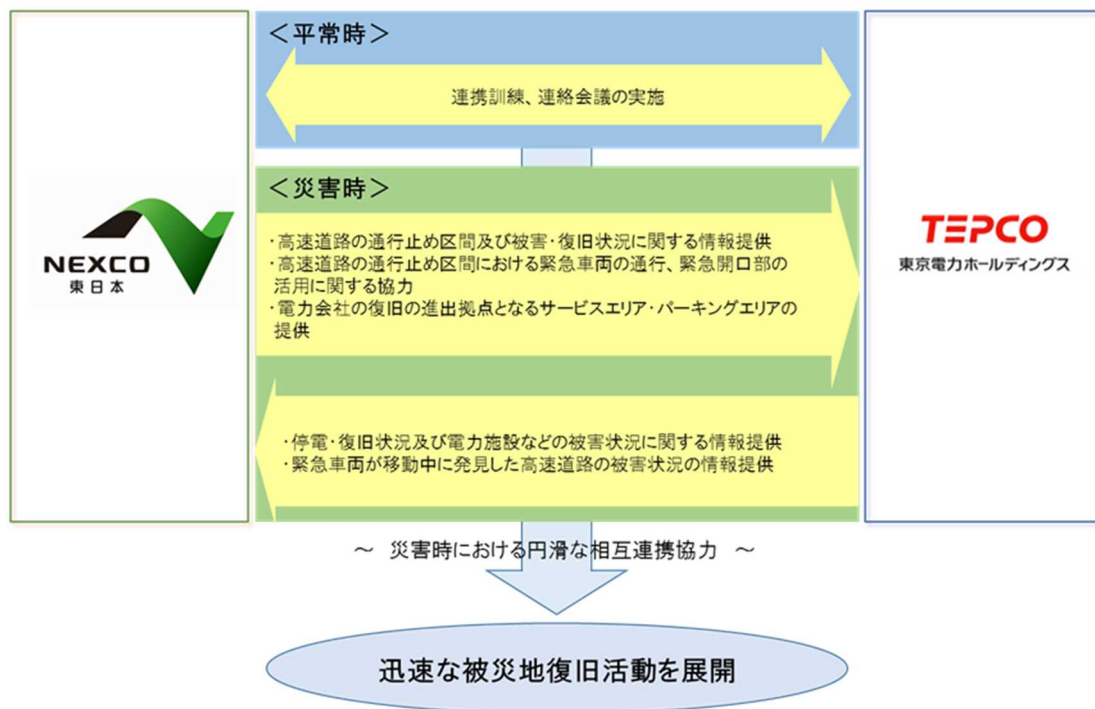 ＜平常時＞
連携訓練、連絡会議の実施
＜災害時＞
・高速道路の通行止め区間及び被害・復旧状況に関する情報提供
・高速道路の通行止め区間における緊急車両の通行、緊急開口部の
活用に関する協力
・電力会社の復旧の進出拠点となるサービスエリア・パーキングエリアの
提供
NEXCO
東日本
TEPCO
東京電力ホールディングス
・停電・復旧状況及び電力施設などの被害状況に関する情報提供
・緊急車両が移動中に発見した高速道路の被害状況の情報提供
～ 災害時における円滑な相互連携協力 ～
迅速な被災地復旧活動を展開